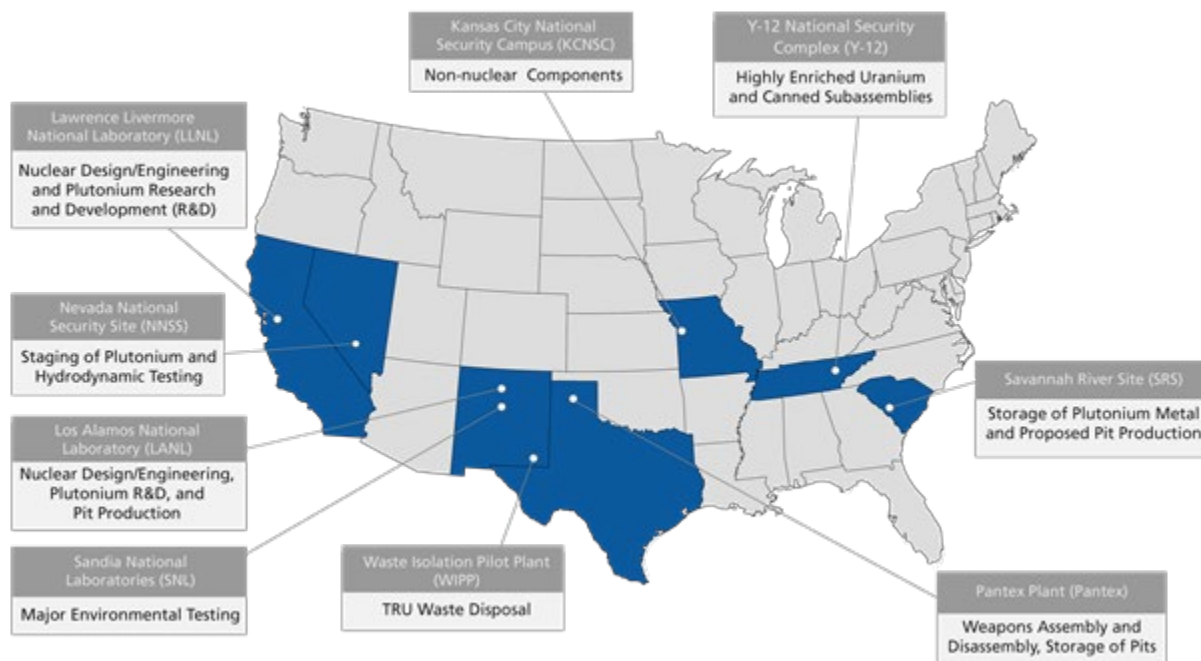 Kansas City National
Security Campus (KCNSC)
Non-nuclear Components
Y-12 National Security
Complex (Y-12)
Highly Enriched Uranium
and Canned Subassemblies
Lawrence Livermore
National Laboratory (LLNL)
Nuclear Design/Engineering
and Plutonium Research
and Development (R&D)
Nevada National
Security Site (NNSS)
Staging of Plutonium and
Hydrodynamic Testing
Savannah River Site (SRS)
Storage of Plutonium Metal
and Proposed Pit Production
Los Alamos National
Laboratory (LANL)
Nuclear Design/Engineering,
Plutonium R&D, and
Pit Production
Sandia National
Laboratories (SNL)
Major Environmental Testing
Waste Isolation Pilot Plant
(WIPP)
TRU Waste Disposal
Pantex Plant (Pantex)
Weapons Assembly and
Disassembly, Storage of Pits